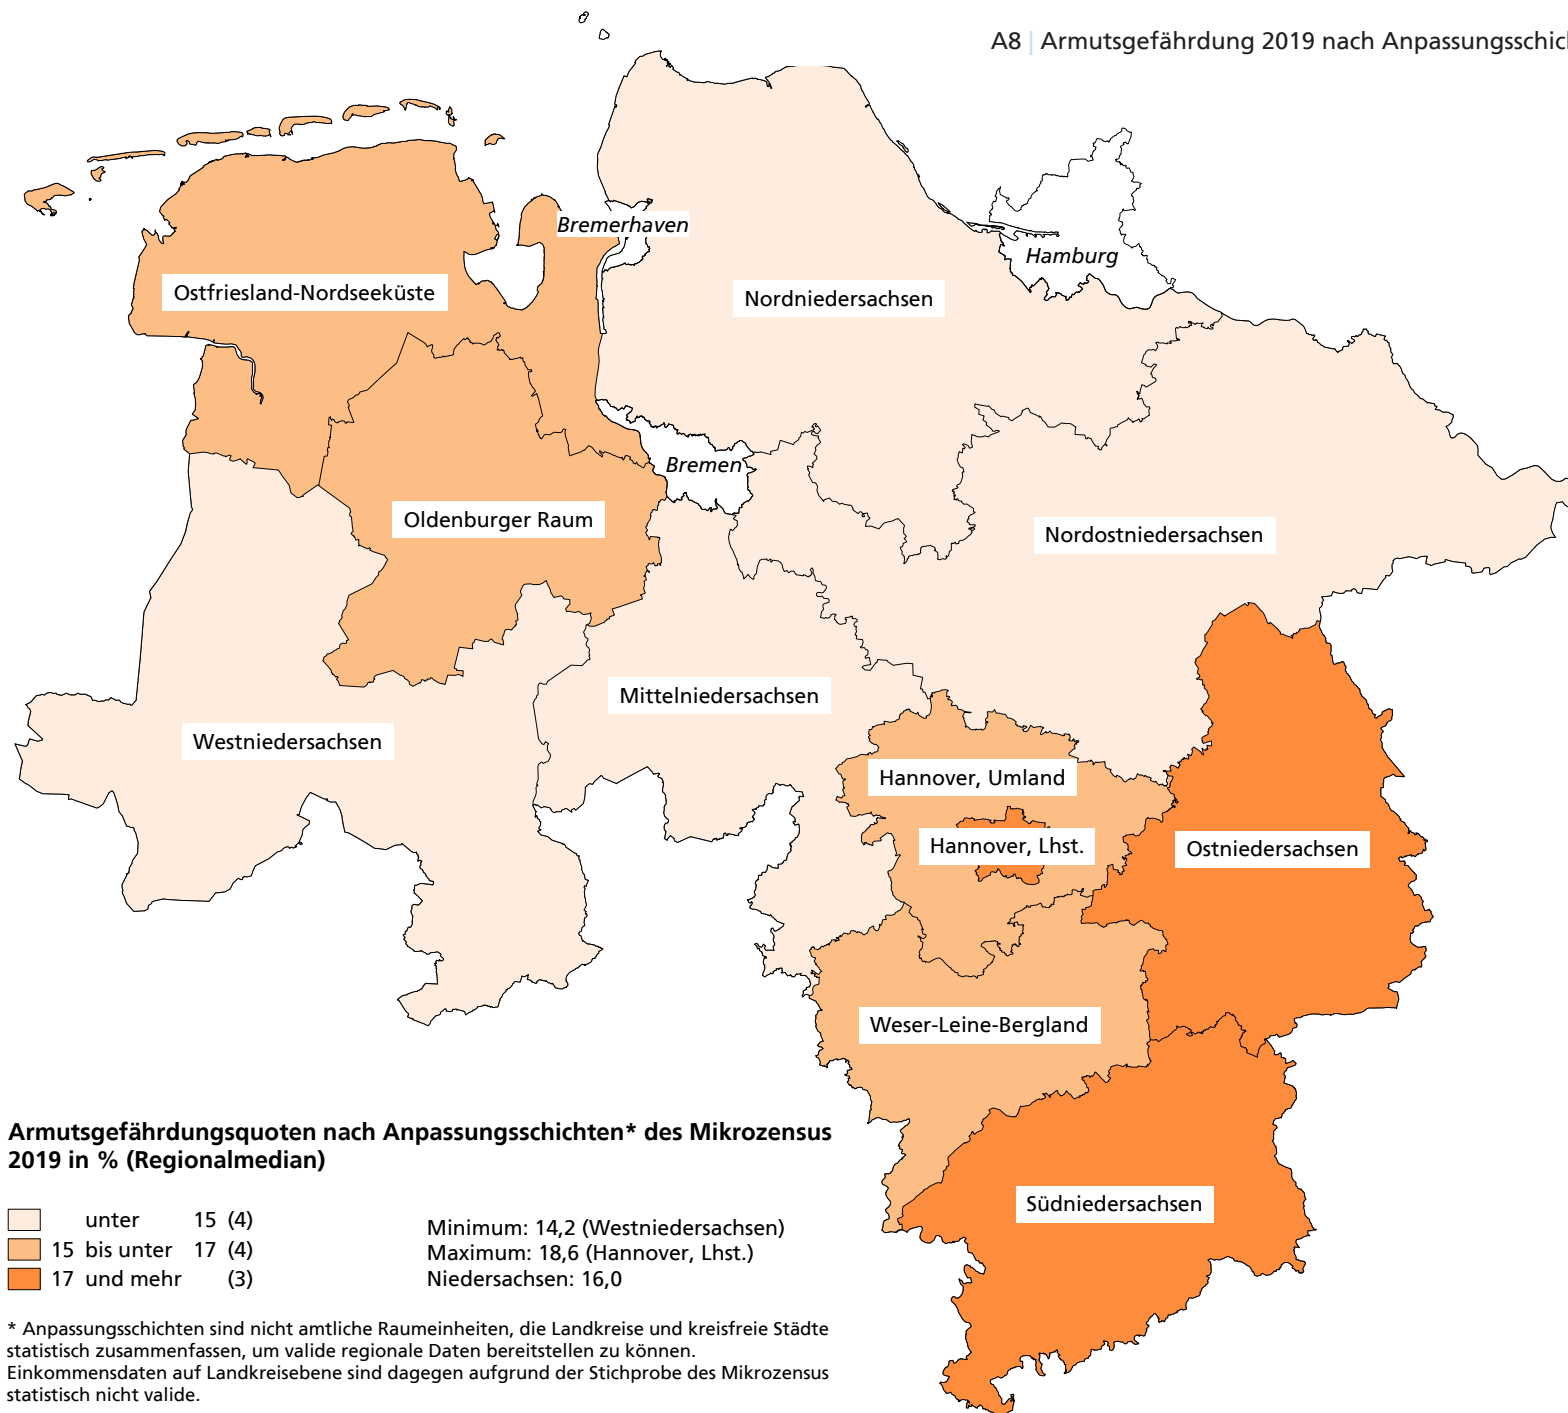 A8 | Armutsgefährdung 2019 nach
Bremerhaven
Hamburg
Ostfriesland-Nordseeküste
Nordniedersachsen
Bremen
Oldenburger Raum
Nordostniedersachsen
Mittelniedersachsen
Westniedersachsen
Hannover, Umland
Hannover, Lhst.
Ostniedersachsen
Weser-Leine-Bergland
Südniedersachsen
Armutsgefährdungsquoten nach Anpassungsschichten* des Mikrozensus
2019 in % (Regionalmedian)
unter 15 (4)
15 bis unter 17 (4)
17 und mehr (3)
Minimum: 14,2 (Westniedersachsen)
Maximum: 18,6 (Hannover, Lhst.)
Niedersachsen: 16,0
* Anpassungsschichten sind nicht amtliche Raumeinheiten, die Landkreise und kreisfreie Städte
statistisch zusammenfassen, um valide regionale Daten bereitstellen zu können.
Einkommensdaten auf Landkreisebene sind dagegen aufgrund der Stichprobe des Mikrozensus
statistisch nicht valide.